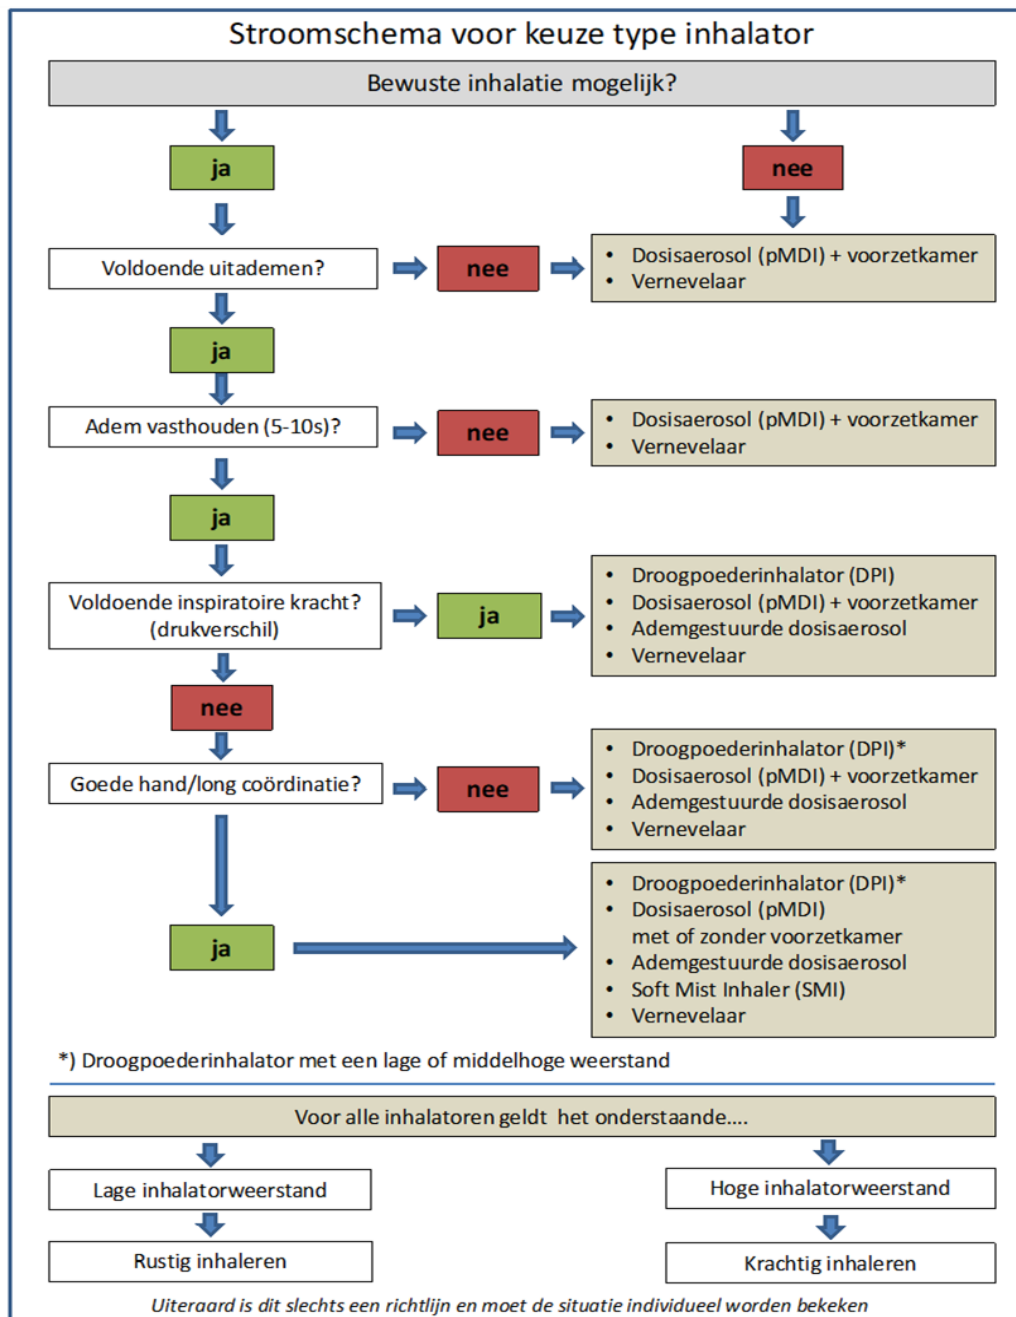 Stroomschema voor keuze type inhalator
Bewuste inhalatie mogelijk?
ja
nee
Voldoende uitademen?
nee
• Dosisaerosol (pMDI) + voorzetkamer
• Vernevelaar
ja
Adem vasthouden (5-10s)?
nee
• Dosisaerosol (pMDI) + voorzetkamer
• Vernevelaar
ja
Voldoende inspiratoire kracht?
(drukverschil)
ja
• Droogpoederinhalator (DPI)
• Dosisaerosol (pMDI) + voorzetkamer
• Ademgestuurde dosisaerosol
• Vernevelaar
nee
Goede hand/long coördinatie?
nee
• Droogpoederinhalator (DPI)*
• Dosisaerosol (pMDI) + voorzetkamer
• Ademgestuurde dosisaerosol
• Vernevelaar
ja
• Droogpoederinhalator (DPI)*
• Dosisaerosol (pMDI)
met of zonder voorzetkamer
• Ademgestuurde dosisaerosol
• Soft Mist Inhaler (SMI)
• Vernevelaar
*) Droogpoederinhalator met een lage of middelhoge weerstand
Voor alle inhalatoren geldt het onderstaande....
Lage inhalatorweerstand
Hoge inhalatorweerstand
Rustig inhaleren
Krachtig inhaleren
Uiteraard is dit slechts een richtlijn en moet de situatie individueel worden bekeken